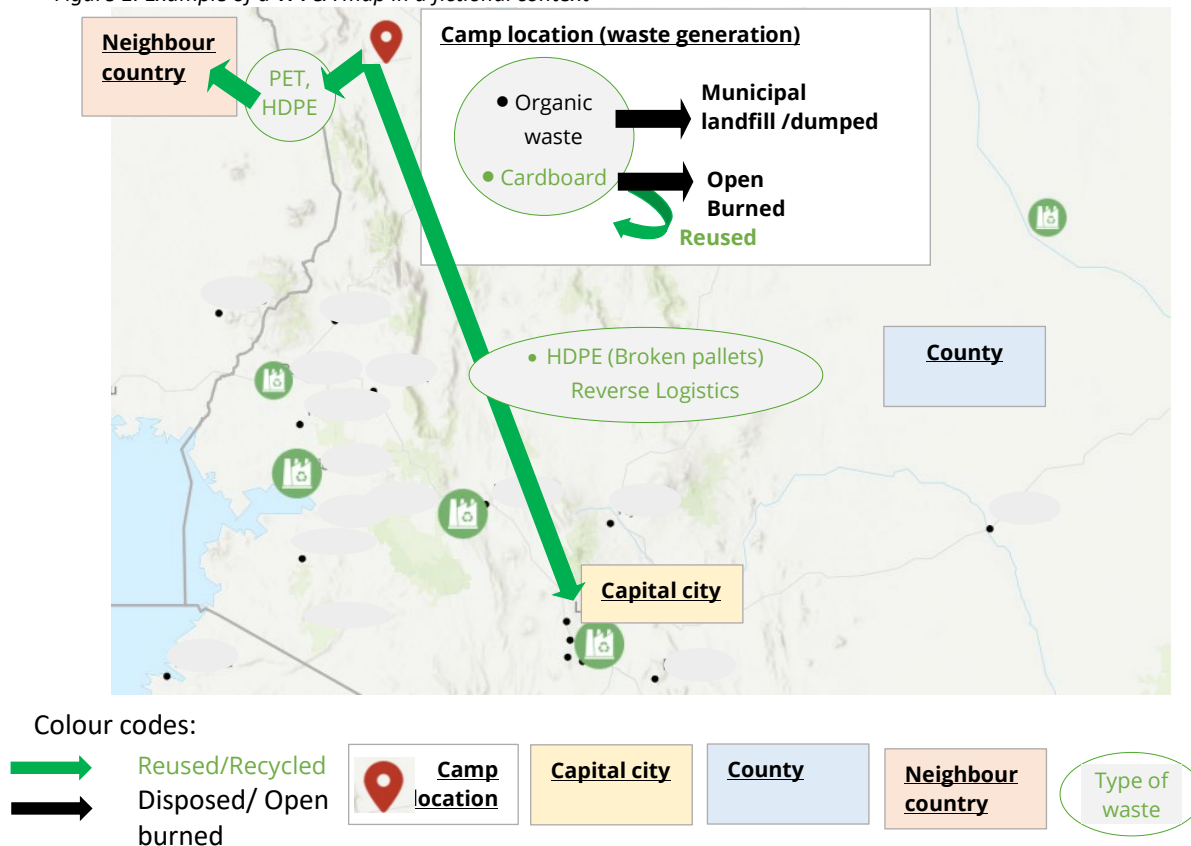 Neighbour
country
PET,
HDPE
Camp location (waste generation)
• Organic
waste
• Cardboard
Municipal
landfill /dumped
Open
Burned
Reused
• HDPE (Broken pallets)
Reverse Logistics
County
Capital city
Colour codes:
Reused/Recycled
Disposed/ Open
burned
Camp
location
Capital city
County
Neighbour
country
Type of
waste